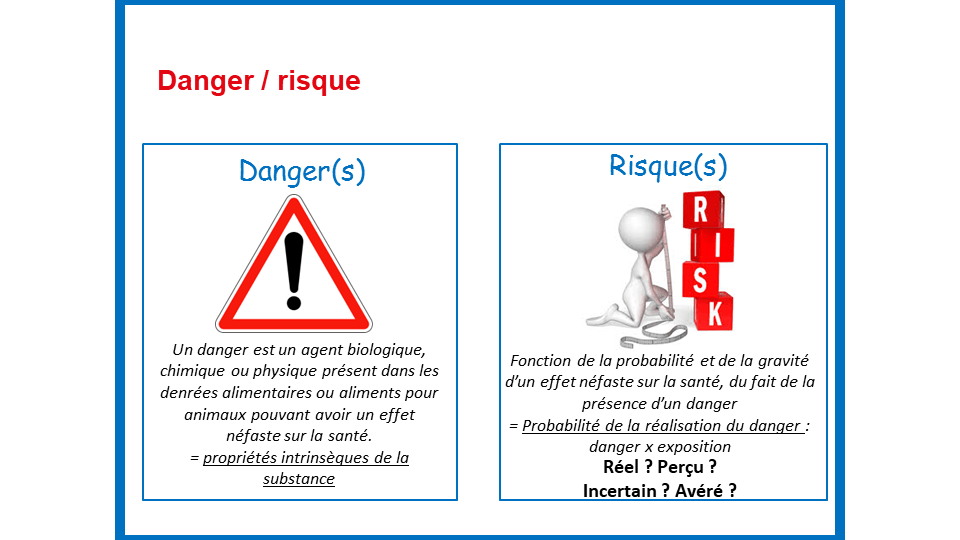 Danger / risque
Danger(s)
Un danger est un agent biologique,
chimique ou physique présent dans les
denrées alimentaires ou aliments pour
animaux pouvant avoir un effet
néfaste sur la santé.
= propriétés intrinsèques de la
substance
Risque(s)
R
I
S
K
Fonction de la probabilité et de la gravité
d’un effet néfaste sur la santé, du fait de la
présence d’un danger
= Probabilité de la réalisation du danger :
danger x exposition
Réel ? Perçu ?
Incertain ? Avéré ?